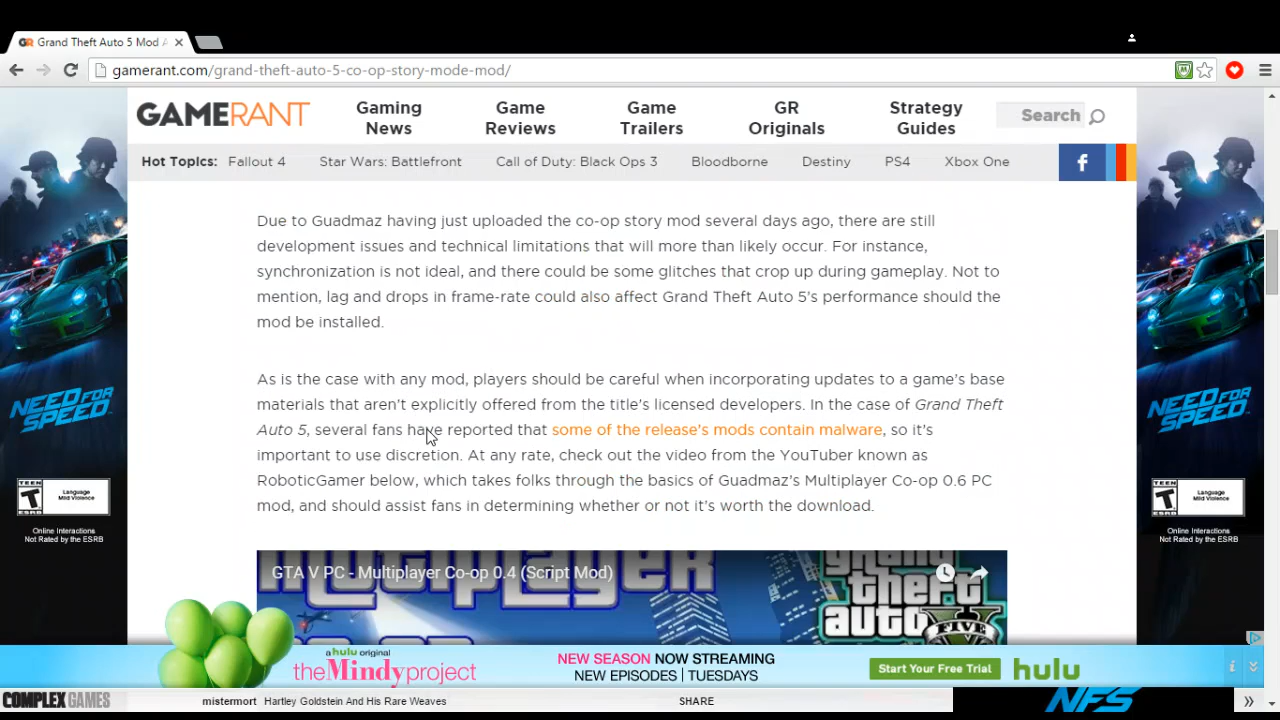 Grand Theft Auto 5 Mod A
gamerant.com/grand-theft-auto-5-co-op-story-mode-mod/
GAMERANT
Gaming News
Game Reviews
Game Trailers
GR Originals
Strategy Guides
Search
Hot Topics: Fallout 4 Star Wars: Battlefront Call of Duty: Black Ops 3 Bloodborne Destiny PS4 Xbox One
Due to Guadmaz having just uploaded the co-op story mod several days ago, there are still
development issues and technical limitations that will more than likely occur. For instance,
synchronization is not ideal, and there could be some glitches that crop up during gameplay. Not to
mention, lag and drops in frame-rate could also affect Grand Theft Auto 5's performance should the
mod be installed.
As is the case with any mod, players should be careful when incorporating updates to a game's base
materials that aren't explicitly offered from the title's licensed developers. In the case of Grand Theft
Auto 5, several fans have reported that some of the release's mods contain malware, so it's
important to use discretion. At any rate, check out the video from the YouTuber known as
RoboticGamer below, which takes folks through the basics of Guadmaz's Multiplayer Co-op 0.6 PC
mod, and should assist fans in determining whether or not it's worth the download.
GTA V PC - Multiplayer Co-op 0.4 (Script Mod)
grand
theft
auto
FIVE
NEED FOR
SPEED
TEEN
T
ESRB
Language
Mild Violence
Online Interactions
Not Rated by the ESRB
NEED FOR
SPEED
TEEN
T
ESRB
Language
Mild Violence
Online Interactions
Not Rated by the ESRB
a hulu original
theMindyproject
NEW SEASON NOW STREAMING
NEW EPISODES | TUESDAYS
Start Your Free Trial
hulu
COMPLEX GAMES
mistermort Hartley Goldstein And His Rare Weaves
SHARE
NFS